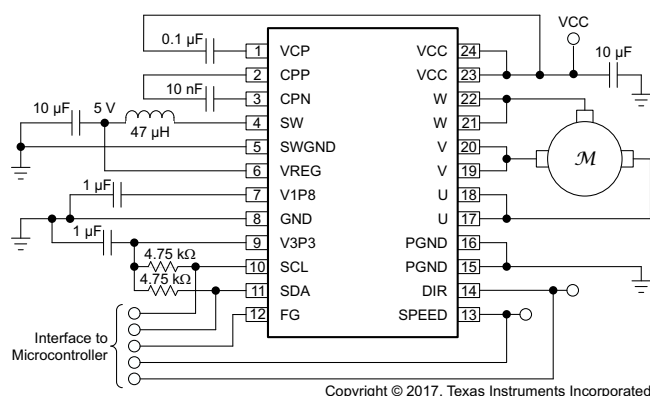 VCC
0.1 µF
10 µF
1 VCP VCC 24
2 CPP VCC 23
10 nF
3 CPN W 22
10 µF 5 V
47 µH
4 SW W 21
5 SWGND V 20
6 VREG V 19
M
1 µF
7 V1P8 U 18
8 GND U 17
1 µF
9 V3P3 PGND 16
4.75 kΩ
10 SCL PGND 15
4.75 kΩ
11 SDA DIR 14
12 FG SPEED 13
Interface to
Microcontroller
Copyright © 2017, Texas Instruments Incorporated